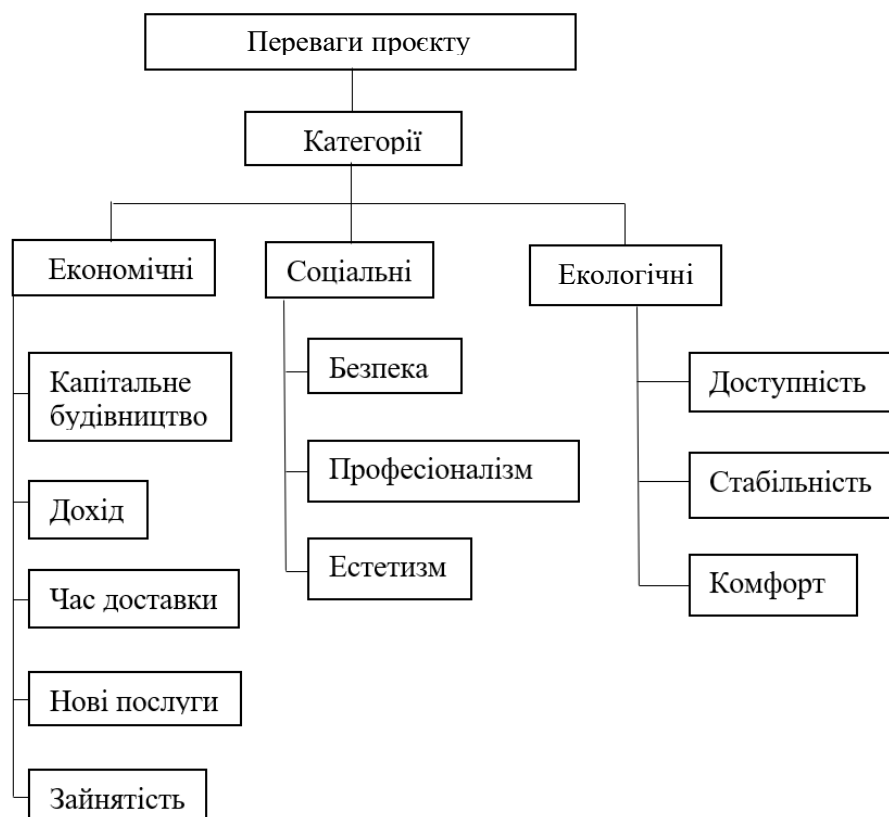 Переваги проєкту
Категорії
Економічні
Соціальні
Екологічні
Капітальне
будівництво
Дохід
Час доставки
Нові послуги
Зайнятість
Безпека
Професіоналізм
Естетизм
Доступність
Стабільність
Комфорт